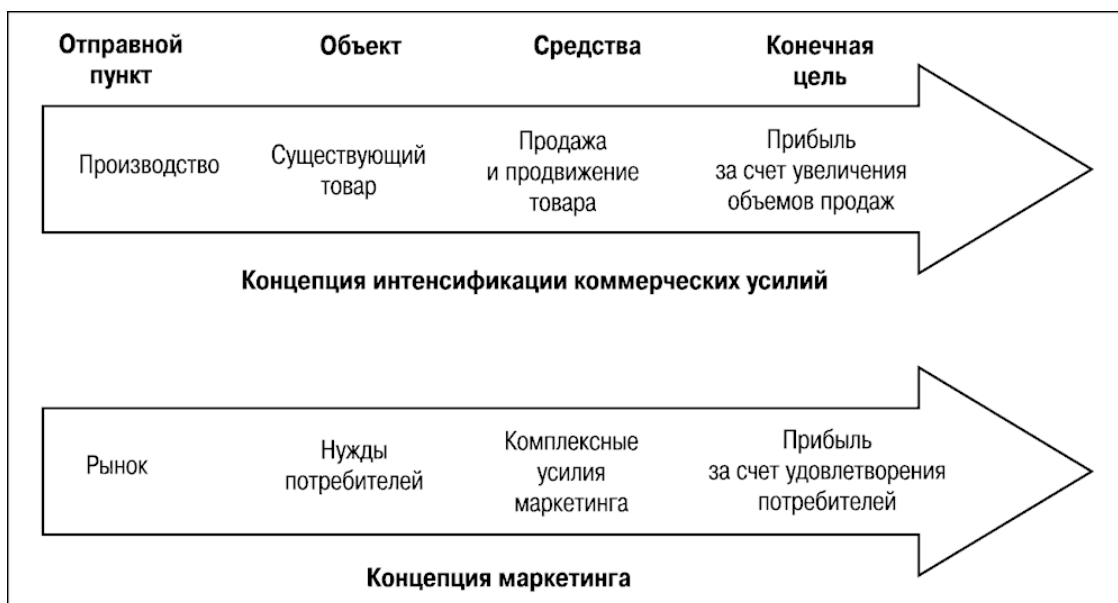 Отправной
пункт
Объект
Средства
Конечная
цель
Производство
Существующий
товар
Продажа
и продвижение
товара
Прибыль
за счет увеличения
объемов продаж
Концепция интенсификации коммерческих усилий
Рынок
Нужды
потребителей
Комплексные
усилия
маркетинга
Прибыль
за счет удовлетворения
потребителей
Концепция маркетинга